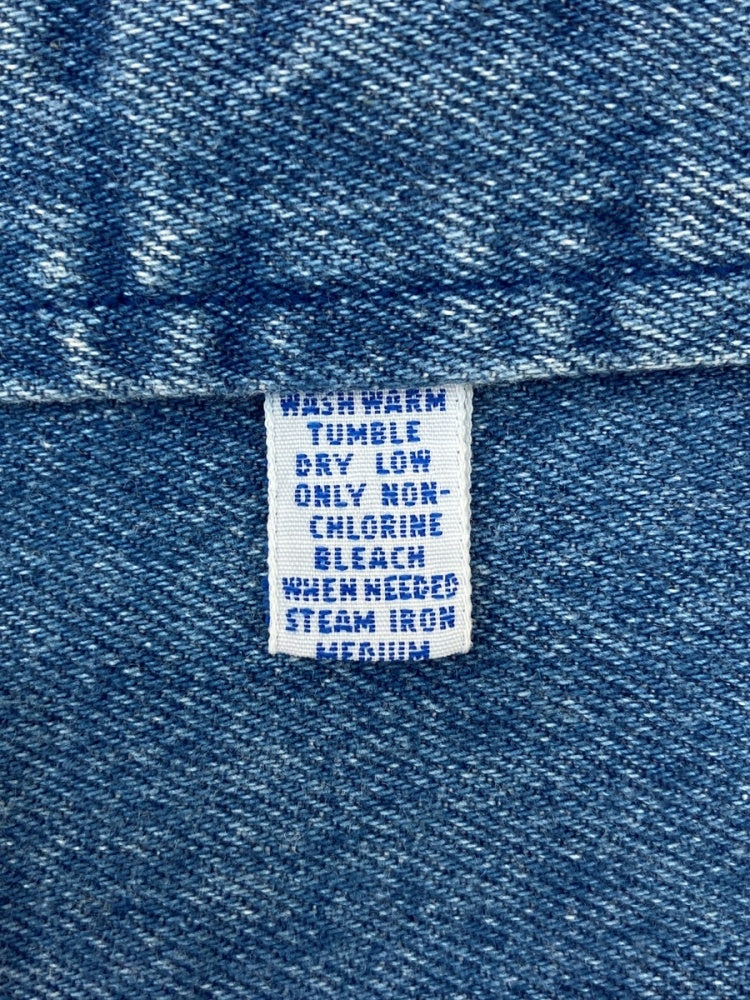 WASH WARM
TUMBLE
DRY LOW
ONLY NON-
CHLORINE
BLEACH
WHEN NEEDED
STEAM IRON
MEDIUM